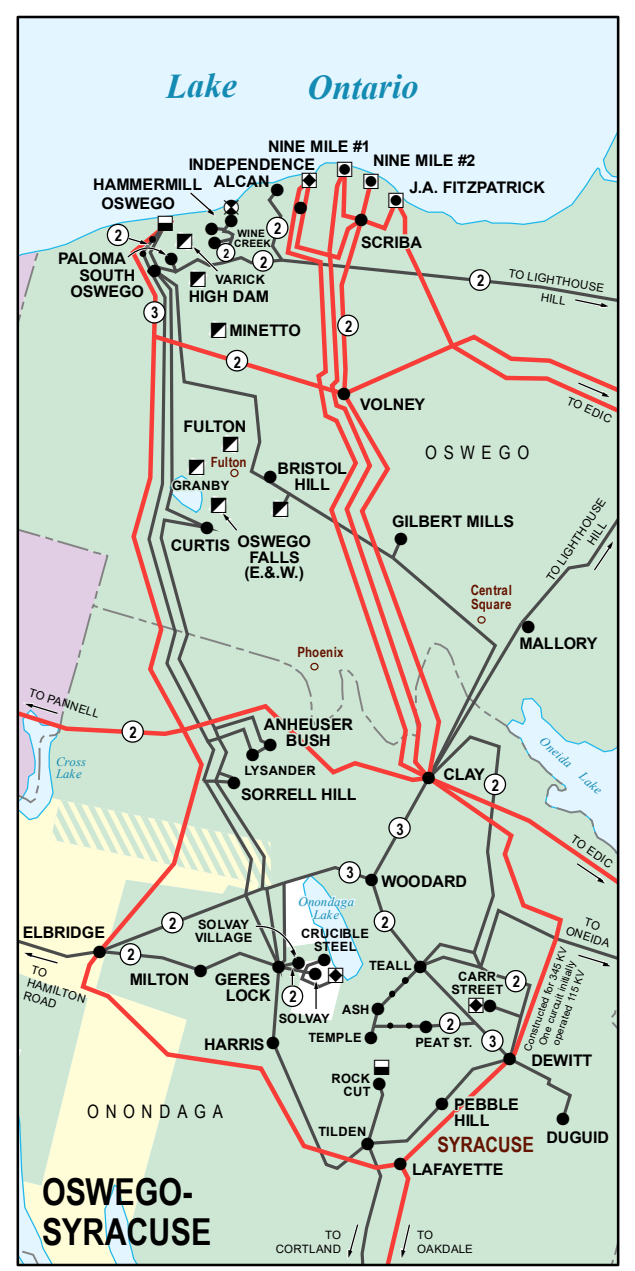 Lake Ontario
NINE MILE #1
INDEPENDENCE
NINE MILE #2
ALCAN
HAMMERMILL
J.A. FITZPATRICK
OSWEGO
WINE
CREEK
2
2
2
SCRIBA
PALOMA
SOUTH
OSWEGO
2
VARICK
HIGH DAM
2
TO LIGHTHOUSE
HILL
3
MINETTO
2
2
VOLNEY
TO EDIC
FULTON
OSWEGO
Fulton
GRANBY
BRISTOL
HILL
CURTIS
OSWEGO
FALLS
(E.&W.)
GILBERT MILLS
TO LIGHTHOUSE
HILL
Central
Square
MALLORY
Phoenix
TO PANNELL
2
ANHEUSER
BUSH
Oneida
Lake
Cross
Lake
LYSANDER
CLAY
2
SORRELL HILL
3
TO EDIC
3
WOODARD
Onondaga
Lake
2
2
SOLVAY
VILLAGE
CRUCIBLE
STEEL
ELBRIDGE
TO
ONEIDA
2
TEALL
CARR
STREET
2
MILTON
GERES
LOCK
2
SOLVAY
Constructed for 345 KV
One curcuit initially
operated 115 KV
TO
HAMILTON
ROAD
ASH
TEMPLE
2
PEAT ST.
3
HARRIS
DEWITT
ROCK
CUT
ONONDAGA
PEBBLE
HILL
DUGUID
TILDEN
SYRACUSE
LAFAYETTE
OSWEGO-
SYRACUSE
TO
CORTLAND
TO
OAKDALE